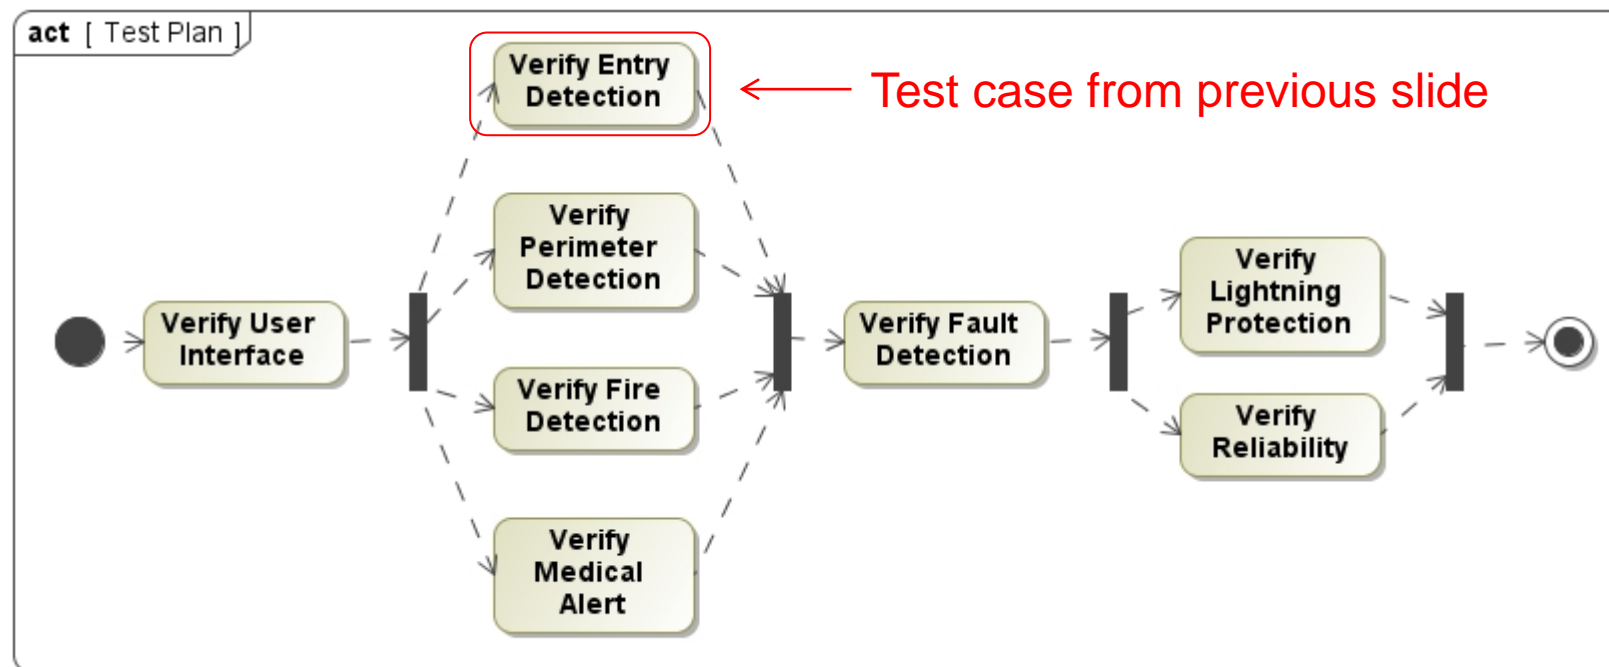 act [ Test Plan ]
Verify Entry
Detection
Test case from previous slide
Verify
Perimeter
Detection
Verify User
Interface
Verify Fire
Detection
Verify
Medical
Alert
Verify Fault
Detection
Verify
Lightning
Protection
Verify
Reliability